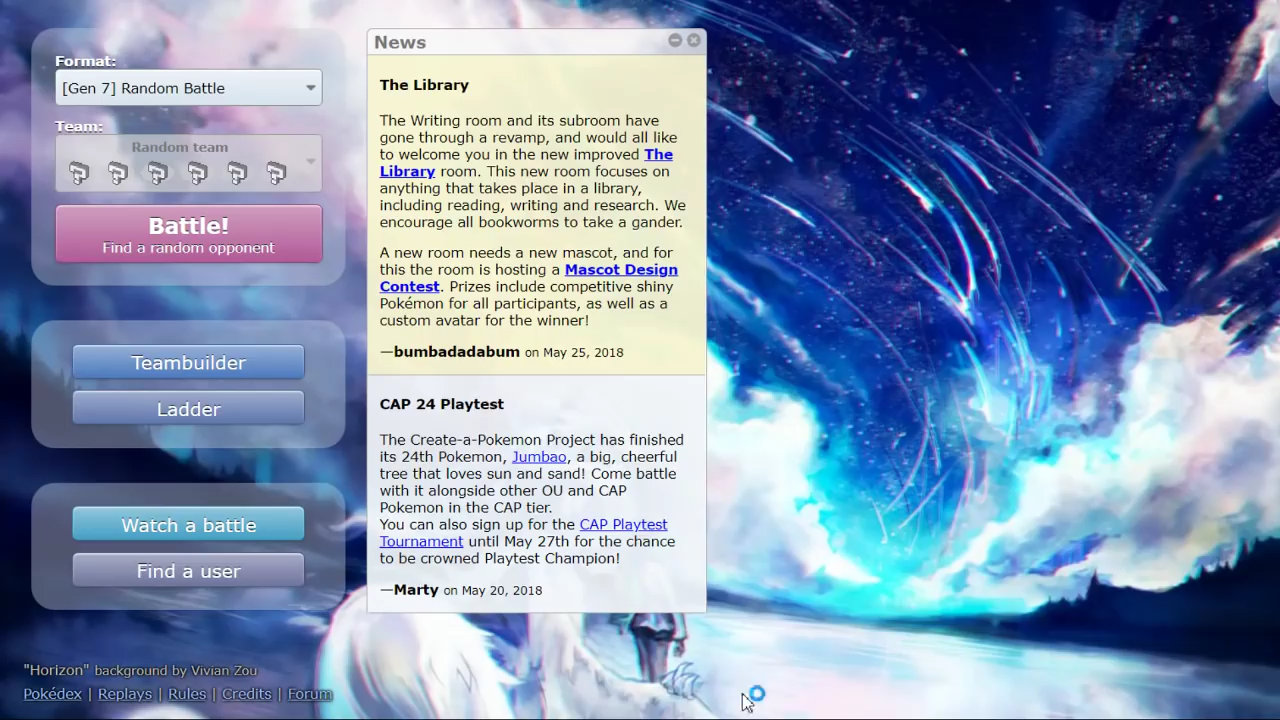 Format:
[Gen 7] Random Battle
Team:
Random team
Battle!
Find a random opponent
Teambuilder
Ladder
Watch a battle
Find a user
"Horizon" background by Vivian Zou
Pokédex | Replays | Rules | Credits | Forum
News
The Library
The Writing room and its subroom have
gone through a revamp, and would all like
to welcome you in the new improved The
Library room. This new room focuses on
anything that takes place in a library,
including reading, writing and research. We
encourage all bookworms to take a gander.
A new room needs a new mascot, and for
this the room is hosting a Mascot Design
Contest. Prizes include competitive shiny
Pokémon for all participants, as well as a
custom avatar for the winner!
—bumbadadabum on May 25, 2018
CAP 24 Playtest
The Create-a-Pokemon Project has finished
its 24th Pokemon, Jumbao, a big, cheerful
tree that loves sun and sand! Come battle
with it alongside other OU and CAP
Pokemon in the CAP tier.
You can also sign up for the CAP Playtest
Tournament until May 27th for the chance
to be crowned Playtest Champion!
—Marty on May 20, 2018